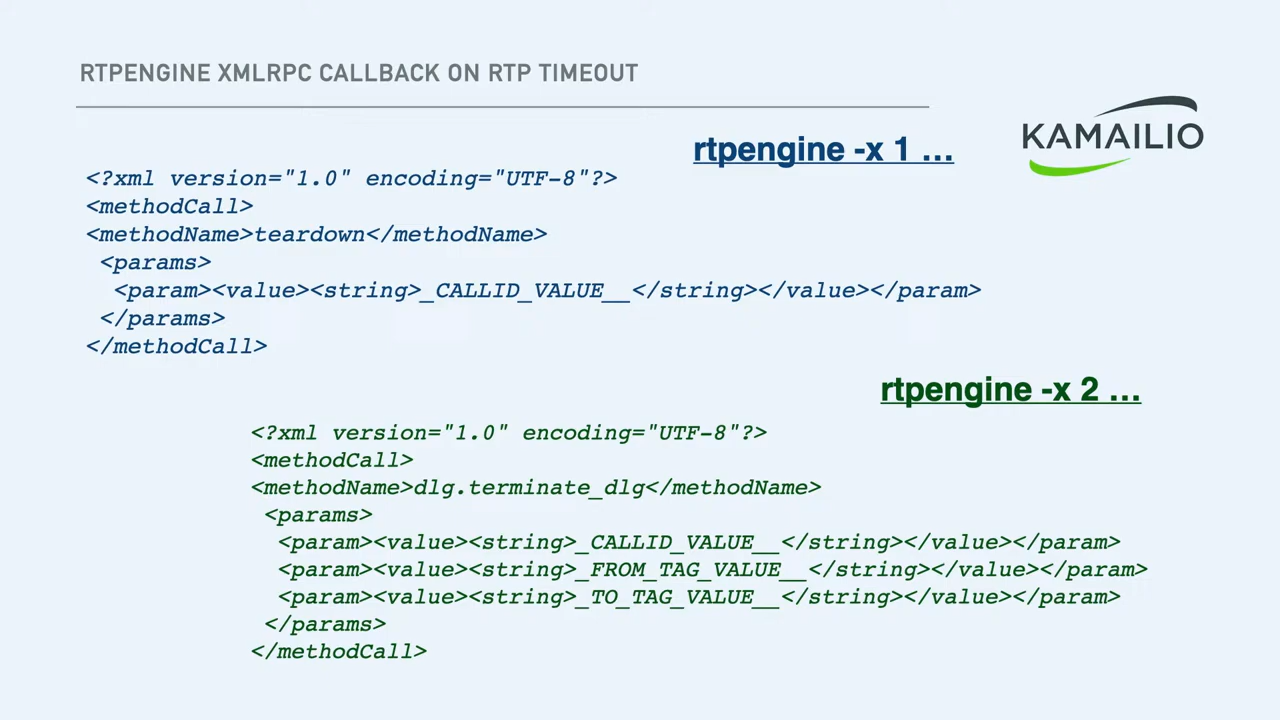 RTPENGINE XMLRPC CALLBACK ON RTP TIMEOUT
KAMAILIO
rtpengine -x 1 ...
<?xml version="1.0" encoding="UTF-8"?>
<methodCall>
<methodName>teardown</methodName>
<params>
<param><value><string>_CALLID_VALUE__</string></value></param>
</params>
</methodCall>
rtpengine -x 2 ...
<?xml version="1.0" encoding="UTF-8"?>
<methodCall>
<methodName>dlg.terminate_dlg</methodName>
<params>
<param><value><string>_CALLID_VALUE__</string></value></param>
<param><value><string>_FROM_TAG_VALUE__</string></value></param>
<param><value><string>_TO_TAG_VALUE__</string></value></param>
</params>
</methodCall>